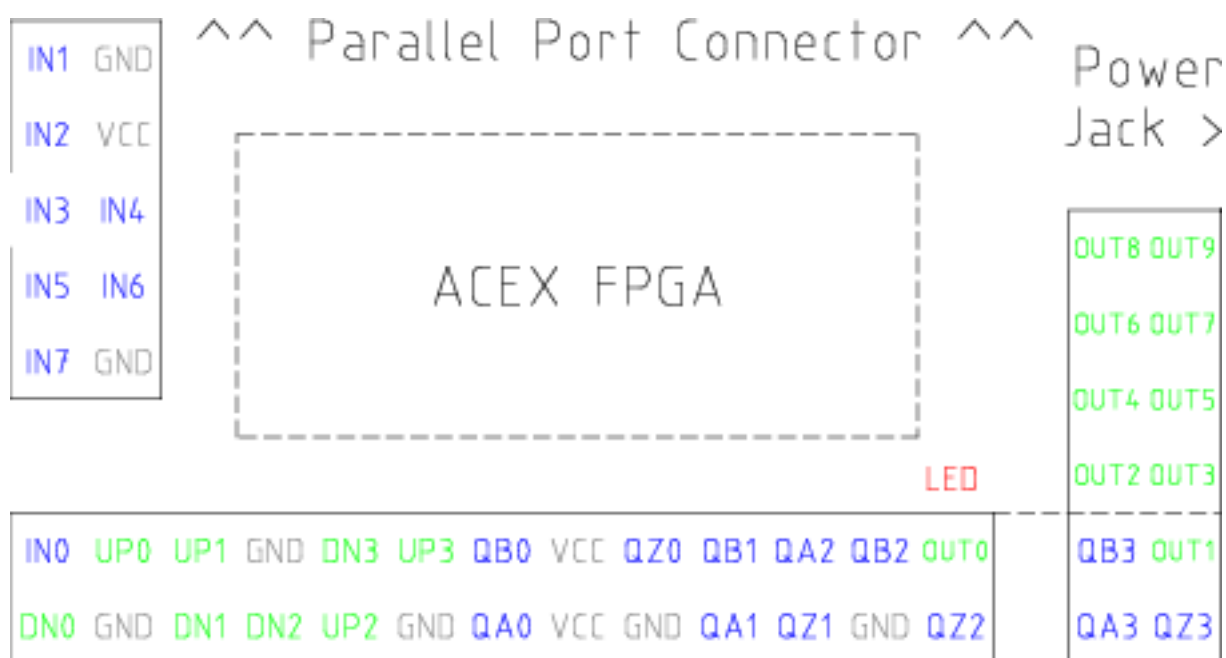 ^^ Parallel Port Connector ^^
Power
Jack >
IN1 GND
IN2 VCC
IN3 IN4
IN5 IN6
IN7 GND
ACEX FPGA
OUT8 OUT9
OUT6 OUT7
OUT4 OUT5
OUT2 OUT3
LED
IN0 UP0 UP1 GND DN3 UP3 QB0 VCC QZ0 QB1 QA2 QB2 OUT0
DN0 GND DN1 DN2 UP2 GND QA0 VCC GND QA1 QZ1 GND QZ2
QB3 OUT1
QA3 QZ3